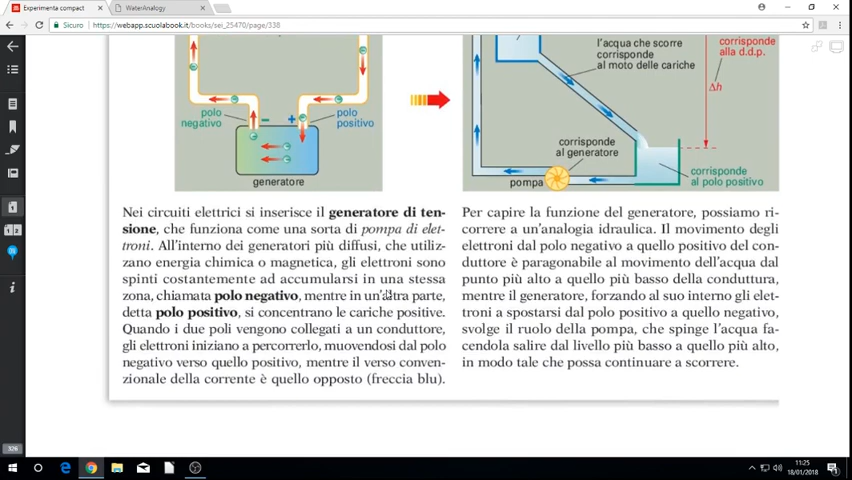 Experimenta compact
WaterAnalogy
Sicuro
https://webapp.scuolabook.it/books/sei_25470/page/338
polo
negativo
−
+
polo
positivo
generatore
l'acqua che scorre
corrisponde
al moto delle cariche
corrisponde
alla d.d.p.
Δh
corrisponde
al generatore
pompa
corrisponde
al polo positivo
Nei circuiti elettrici si inserisce il generatore di ten-
sione, che funziona come una sorta di pompa di elet-
troni. All'interno dei generatori più diffusi, che utiliz-
zano energia chimica o magnetica, gli elettroni sono
spinti costantemente ad accumularsi in una stessa
zona, chiamata polo negativo, mentre in un'altra parte,
detta polo positivo, si concentrano le cariche positive.
Quando i due poli vengono collegati a un conduttore,
gli elettroni iniziano a percorrerlo, muovendosi dal polo
negativo verso quello positivo, mentre il verso conven-
zionale della corrente è quello opposto (freccia blu).
Per capire la funzione del generatore, possiamo ri-
correre a un'analogia idraulica. Il movimento degli
elettroni dal polo negativo a quello positivo del con-
duttore è paragonabile al movimento dell'acqua dal
punto più alto a quello più basso della conduttura,
mentre il generatore, forzando al suo interno gli elet-
troni a spostarsi dal polo positivo a quello negativo,
svolge il ruolo della pompa, che spinge l'acqua fa-
cendola salire dal livello più basso a quello più alto,
in modo tale che possa continuare a scorrere.
326
11:25
18/01/2018